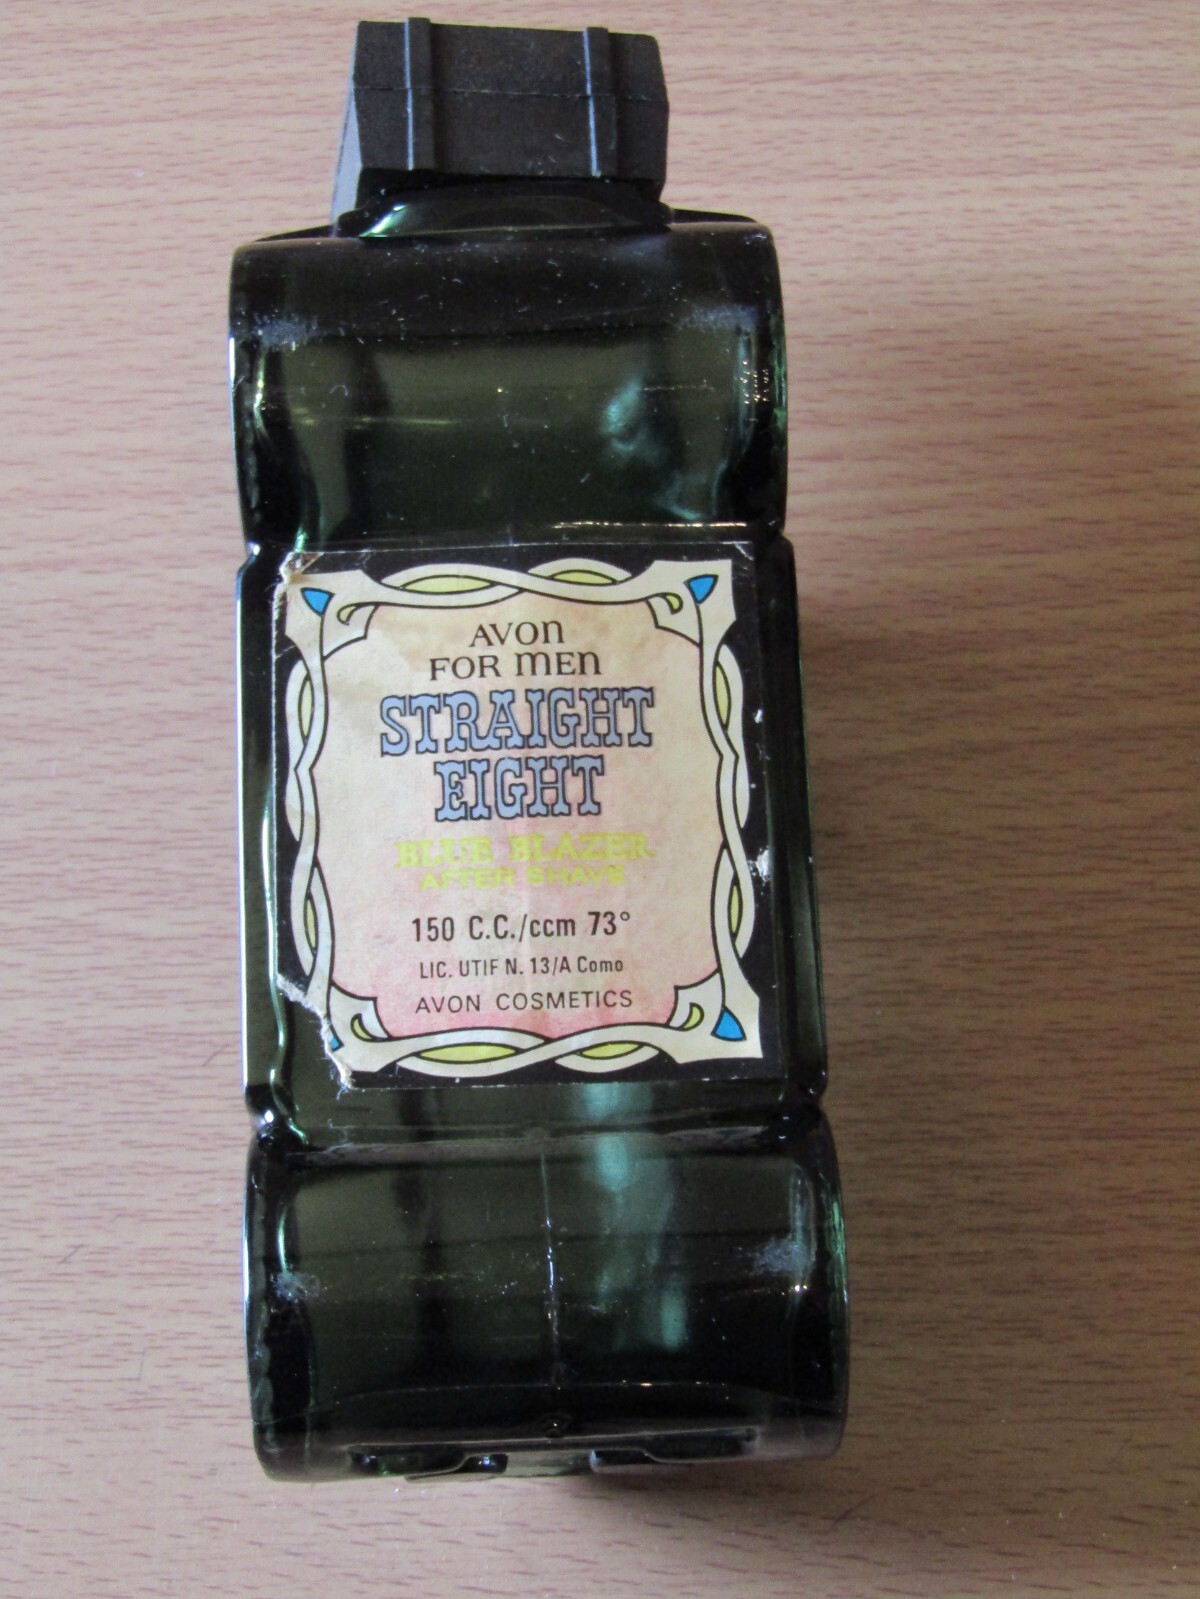 AVON
FOR MEN
STRAIGHT
EIGHT
BLUE BLAZER
AFTER SHAVE
150 C.C./ccm 73°
LIC. UTIF N. 13/A Como
AVON COSMETICS